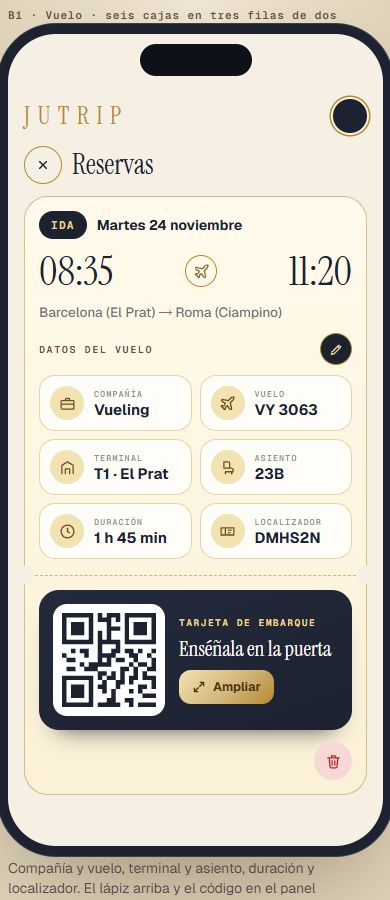 B1 · Vuelo · seis cajas en tres filas de dos
JUTRIP
Reservas
IDA Martes 24 noviembre
08:35 11:20
Barcelona (El Prat) → Roma (Ciampino)
DATOS DEL VUELO
COMPAÑÍA
Vueling
VUELO
VY 3063
TERMINAL
T1 · El Prat
ASIENTO
23B
DURACIÓN
1 h 45 min
LOCALIZADOR
DMHS2N
TARJETA DE EMBARQUE
Enséñala en la puerta
Ampliar
Compañía y vuelo, terminal y asiento, duración y
localizador. El lápiz arriba y el código en el panel